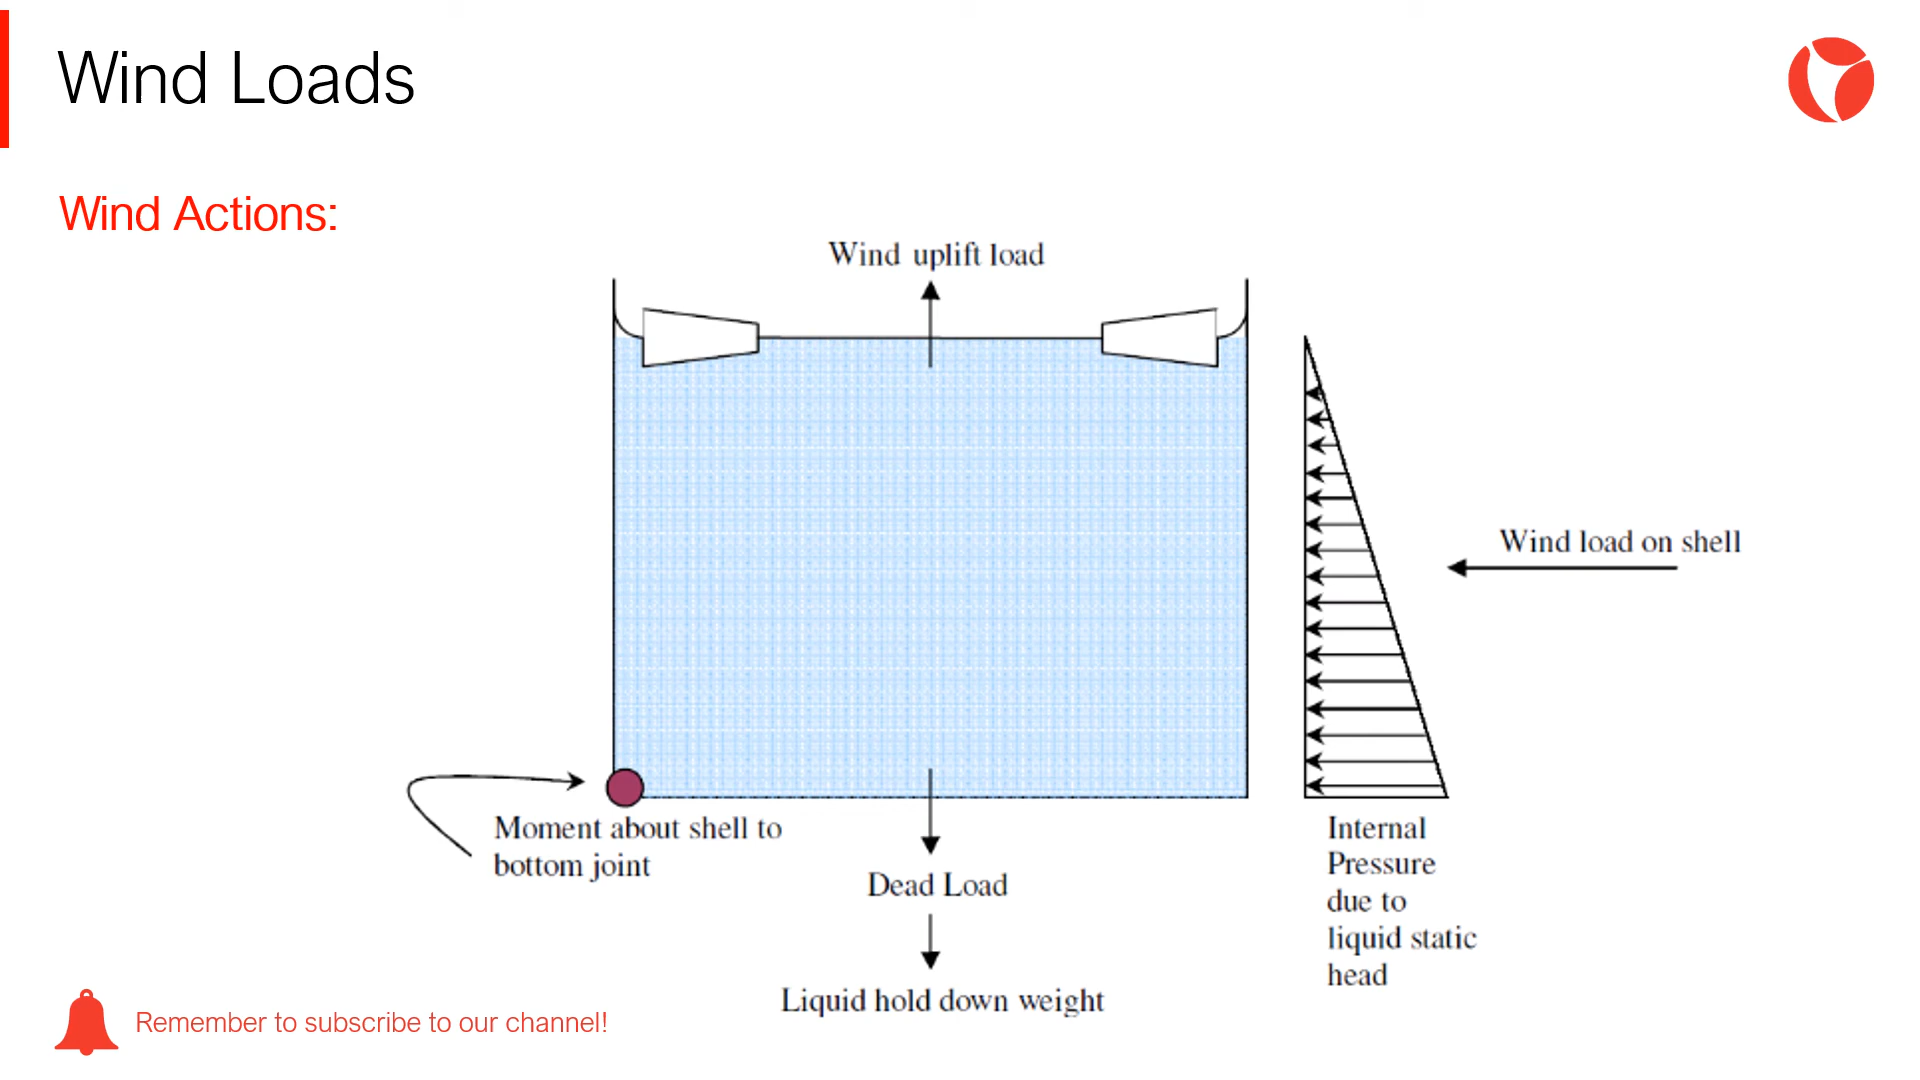 Wind Loads
Wind Actions:
Wind uplift load
Wind load on shell
Moment about shell to
bottom joint
Dead Load
Liquid hold down weight
Internal
Pressure
due to
liquid static
head
Remember to subscribe to our channel!